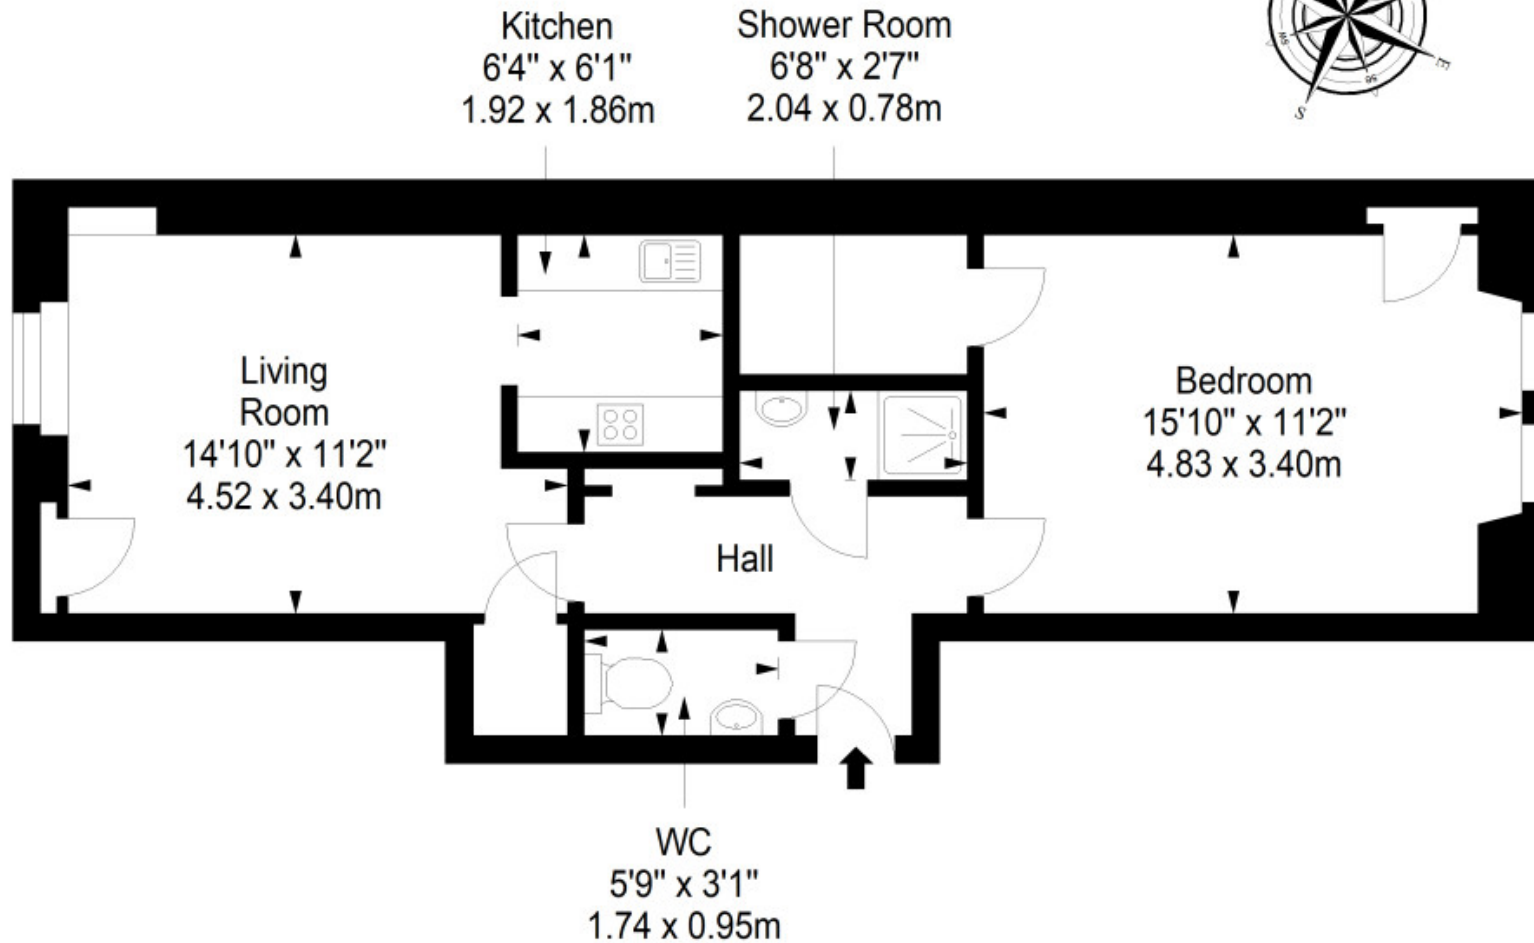 Kitchen
6'4" x 6'1"
1.92 x 1.86m
Shower Room
6'8" x 2'7"
2.04 x 0.78m
E
S
Living
Room
14'10" x 11'2"
4.52 x 3.40m
Bedroom
15'10" x 11'2"
4.83 x 3.40m
Hall
WC
5'9" x 3'1"
1.74 x 0.95m